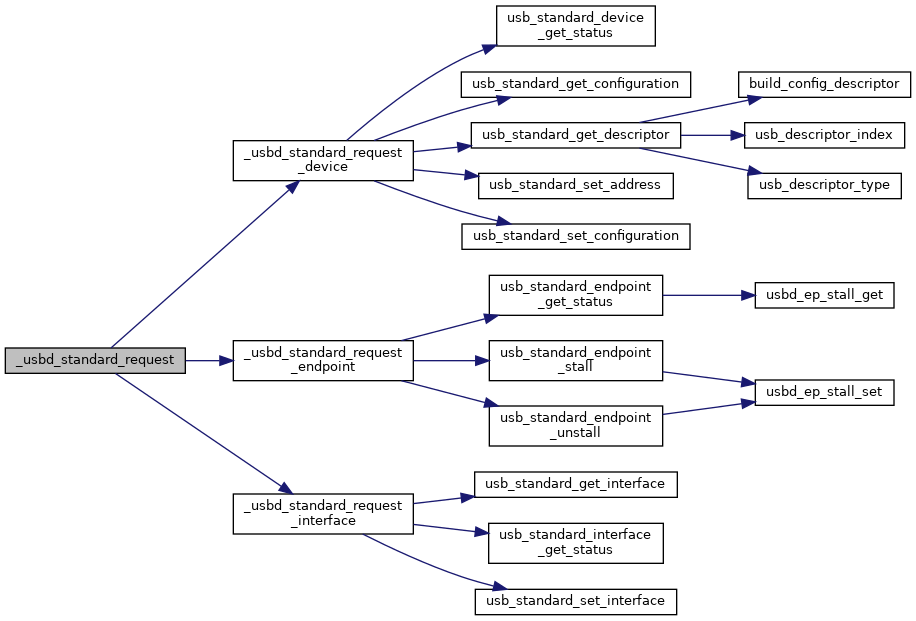 usb_standard_device
_get_status
usb_standard_get_configuration
build_config_descriptor
usb_standard_get_descriptor
usb_descriptor_index
_usbd_standard_request
_device
usb_standard_set_address
usb_descriptor_type
usb_standard_set_configuration
usb_standard_endpoint
_get_status
usbd_ep_stall_get
_usbd_standard_request
_usbd_standard_request
_endpoint
usb_standard_endpoint
_stall
usbd_ep_stall_set
usb_standard_endpoint
_unstall
usb_standard_get_interface
_usbd_standard_request
_interface
usb_standard_interface
_get_status
usb_standard_set_interface